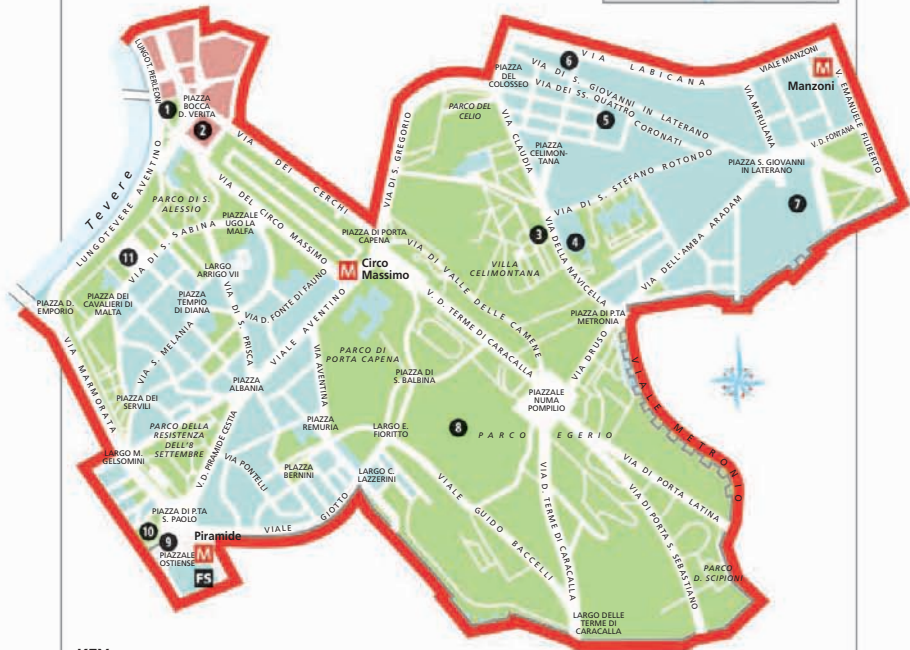 LUNGOT. PIERLEONI
PIAZZA
BOCCA
D. VERITA
1
2
VIA DEI CERCHI
Tevere
LUNGOTEVERE AVENTINO
PARCO DI S.
ALESSIO
VIA DEL CIRCO MASSIMO
PIAZZALE
UGO LA
MALFA
VIA DI S. SABINA
11
LARGO
ARRIGO VII
PIAZZA DI PORTA
CAPENA
M
Circo
Massimo
PIAZZA D.
EMPORIO
PIAZZA DEI
CAVALIERI DI
MALTA
PIAZZA
TEMPIO
DI DIANA
VIA DI S. PRISCA
VIA D. FONTE DI FAUNO
VIALE AVENTINO
VIA S. MELANIA
VIA MARMORATA
PIAZZA
ALBANIA
VIA AVENTINA
PARCO DI
PORTA CAPENA
PIAZZA DI
S. BALBINA
PIAZZA DEI
SERVILI
PARCO DELLA
RESISTENZA
DELL'8
SETTEMBRE
V.D. PIRAMIDE CESTIA
PIAZZA
REMURIA
LARGO E.
FIORITTO
LARGO M.
GELSOMINI
VIA PONTELLI
PIAZZA
BERNINI
LARGO C.
LAZZERINI
PIAZZA DI P.TA
S. PAOLO
VIALE GIOTTO
10
9
Piramide
PIAZZALE
OSTIENSE
M
FS
VIA DI S. GREGORIO
PARCO DEL
CELIO
PIAZZA
DEL
COLOSSEO
6
VIA LABICANA
VIALE MANZONI
M
Manzoni
VIA DI S. GIOVANNI IN LATERANO
VIA DEI SS. QUATTRO CORONATI
5
VIA MERULANA
V. EMANUELE FILIBERTO
V. D. FONTANA
VIA CLAUDIA
PIAZZA
CELIMON-
TANA
VIA DI S. STEFANO ROTONDO
PIAZZA S. GIOVANNI
IN LATERANO
7
3
4
VILLA
CELIMONTANA
VIA DELLA NAVICELLA
VIA DELL'AMBA ARADAM
VIA DI VALLE DELLE CAMENE
V. D. TERME DI CARACALLA
PIAZZA DI P.TA
METRONIA
VIA DRUSO
VIALE METRONIO
PIAZZALE
NUMA
POMPILIO
8
PARCO EGERIO
VIALE GUIDO BACCELLI
VIA D. TERME DI CARACALLA
VIA DI PORTA LATINA
VIA DI PORTA S. SEBASTIANO
PARCO
D. SCIPIONI
LARGO DELLE
TERME DI
CARACALLA